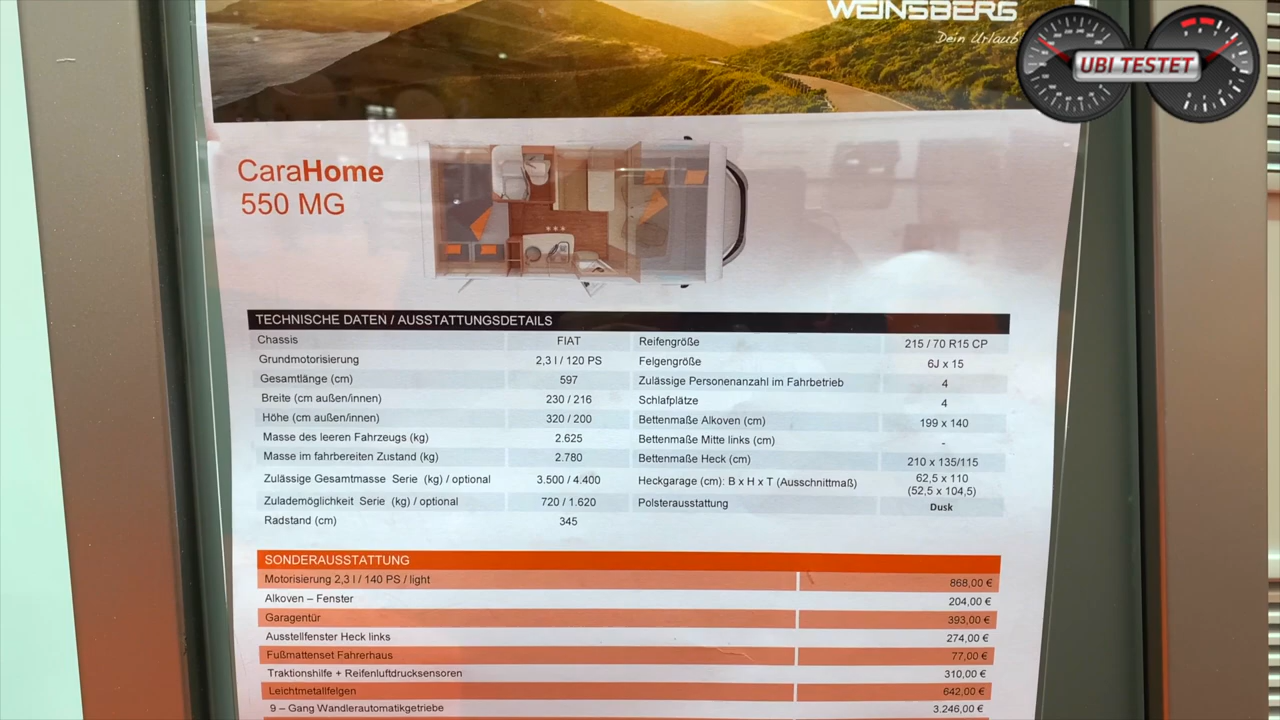 WEINSBERG
Dein Urlaub
UBI TESTET
CaraHome
550 MG
TECHNISCHE DATEN / AUSSTATTUNGSDETAILS
Chassis FIAT Reifengröße 215 / 70 R15 CP
Grundmotorisierung 2,3 l / 120 PS Felgengröße 6J x 15
Gesamtlänge (cm) 597 Zulässige Personenanzahl im Fahrbetrieb 4
Breite (cm außen/innen) 230 / 216 Schlafplätze 4
Höhe (cm außen/innen) 320 / 200 Bettenmaße Alkoven (cm) 199 x 140
Masse des leeren Fahrzeugs (kg) 2.625 Bettenmaße Mitte links (cm) -
Masse im fahrbereiten Zustand (kg) 2.780 Bettenmaße Heck (cm) 210 x 135/115
Zulässige Gesamtmasse Serie (kg) / optional 3.500 / 4.400 Heckgarage (cm): B x H x T (Ausschnittmaß) 62,5 x 110
(52,5 x 104,5)
Zulademöglichkeit Serie (kg) / optional 720 / 1.620 Polsterausstattung Dusk
Radstand (cm) 345
SONDERAUSSTATTUNG
Motorisierung 2,3 l / 140 PS / light 868,00 €
Alkoven – Fenster 204,00 €
Garagentür 393,00 €
Ausstellfenster Heck links 274,00 €
Fußmattenset Fahrerhaus 77,00 €
Traktionshilfe + Reifenluftdrucksensoren 310,00 €
Leichtmetallfelgen 642,00 €
9 – Gang Wandlerautomatikgetriebe 3.246,00 €